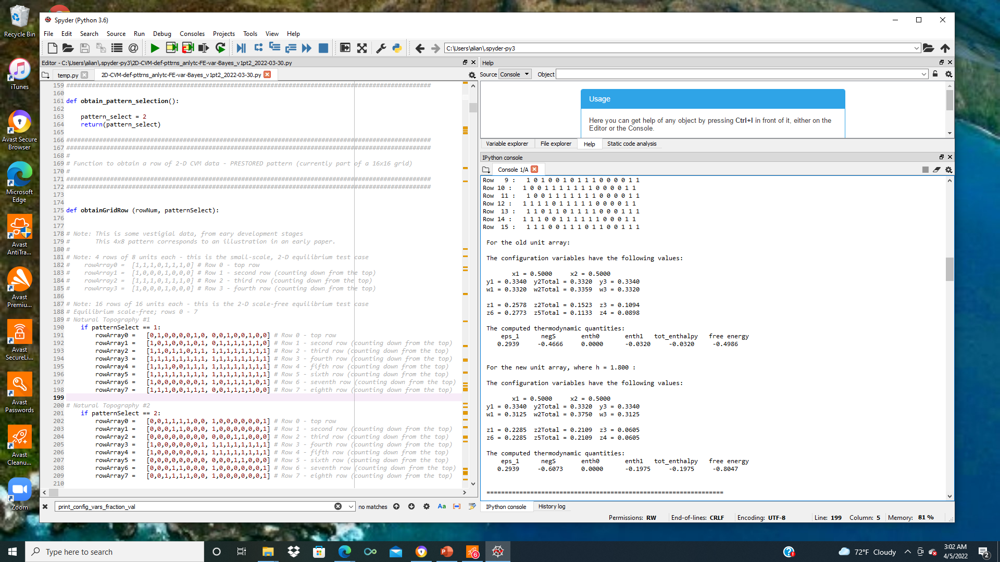 Recycle Bin
iTunes
Avast Secure
Browser
Microsoft
Edge
Avast
AntiTra...
Avast
Premiu...
Avast
SecureLi...
Avast
Passwords
Avast
Cleanu...
Zoom
Spyder (Python 3.6)
File Edit Search Source Run Debug Consoles Projects Tools View Help
C:\Users\alian\.spyder-py3
Editor - C:\Users\alian\.spyder-py3\2D-CVM-def-pttrns_anlytc-FE-var-Bayes_v1pt2_2022-03-30.py
temp.py 2D-CVM-def-pttrns_anlytc-FE-var-Bayes_v1pt2_2022-03-30.py
159 ####################################################################################################
160
161 def obtain_pattern_selection():
162
163     pattern_select = 2
164     return(pattern_select)
165
166 ####################################################################################################
167 ####################################################################################################
168 #
169 # Function to obtain a row of 2-D CVM data - PRESTORED pattern (currently part of a 16x16 grid)
170 #
171 ####################################################################################################
172 ####################################################################################################
173
174
175 def obtainGridRow (rowNum, patternSelect):
176
177
178 # Note: This is some vestigial data, from eary development stages
179 #       This 4x8 pattern corresponds to an illustration in an early paper.
180 #
181 # Note: 4 rows of 8 units each - this is the small-scale, 2-D equilibrium test case
182 #    rowArray0 =  [1,1,1,0,1,1,1,0] # Row 0 - top row
183 #    rowArray1 =  [1,0,0,0,1,0,0,0] # Row 1 - second row (counting down from the top)
184 #    rowArray2 =  [1,1,1,0,1,1,1,0] # Row 2 - third row (counting down from the top)
185 #    rowArray3 =  [1,0,0,0,1,0,0,0] # Row 3 - fourth row (counting down from the top)
186
187 # Note: 16 rows of 16 units each - this is the 2-D scale-free equilibrium test case
188 # Equilibrium scale-free; rows 0 - 7
189 # Natural Topography #1
190     if patternSelect == 1:
191         rowArray0 =   [0,1,0,0,0,0,1,0, 0,0,1,0,0,1,0,0] # Row 0 - top row
192         rowArray1 =   [1,0,1,0,0,1,0,1, 0,1,1,1,1,1,1,0] # Row 1 - second row (counting down from the top)
193         rowArray2 =   [1,1,0,1,1,0,1,1, 1,1,1,1,1,1,1,1] # Row 2 - third row (counting down from the top)
194         rowArray3 =   [1,1,1,1,1,1,1,1, 1,1,1,1,1,1,1,1] # Row 3 - fourth row (counting down from the top)
195         rowArray4 =   [1,1,1,0,0,1,1,1, 1,1,1,1,1,1,1,1] # Row 4 - fifth row (counting down from the top)
196         rowArray5 =   [1,1,1,1,1,1,1,1, 1,1,1,1,1,1,1,1] # Row 5 - sixth row (counting down from the top)
197         rowArray6 =   [1,0,0,0,0,0,0,1, 1,0,1,1,1,1,0,1] # Row 6 - seventh row (counting down from the top)
198         rowArray7 =   [1,1,1,0,0,1,1,1, 0,0,1,1,1,1,0,0] # Row 7 - eighth row (counting down from the top)
199
200 # Natural Topography #2
201     if patternSelect == 2:
202         rowArray0 =   [0,0,1,1,1,1,0,0, 1,0,0,0,0,0,0,1] # Row 0 - top row
203         rowArray1 =   [0,0,0,1,1,0,0,0, 1,0,0,0,0,0,0,1] # Row 1 - second row (counting down from the top)
204         rowArray2 =   [0,0,0,0,0,0,0,0, 0,0,0,1,1,0,0,0] # Row 2 - third row (counting down from the top)
205         rowArray3 =   [1,0,0,0,0,0,0,1, 1,1,1,1,1,1,1,1] # Row 3 - fourth row (counting down from the top)
206         rowArray4 =   [1,0,0,0,0,0,0,1, 1,1,1,1,1,1,1,1] # Row 4 - fifth row (counting down from the top)
207         rowArray5 =   [0,0,0,0,0,0,0,0, 0,0,0,1,1,0,0,0] # Row 5 - sixth row (counting down from the top)
208         rowArray6 =   [0,0,0,1,1,0,0,0, 1,0,0,0,0,0,0,1] # Row 6 - seventh row (counting down from the top)
209         rowArray7 =   [0,0,1,1,1,1,0,0, 1,0,0,0,0,0,0,1] # Row 7 - eighth row (counting down from the top)
210
print_config_vars_fraction_val no matches Aa
Help
Source Console Object
Usage
Here you can get help of any object by pressing Ctrl+I in front of it, either on the
Editor or the Console.
Variable explorer File explorer Help Static code analysis
IPython console
Console 1/A
Row   9 :   1 0 1 0 0 1 0 1 1 1 0 0 0 0 1 1
Row 10 :   1 0 0 1 1 1 1 1 1 1 0 0 0 0 1 1
Row  11 :   1 0 0 1 1 1 1 1 1 1 0 0 0 0 1 1
Row 12 :   1 1 1 1 0 1 1 1 1 1 0 0 0 0 1 1
Row  13 :   1 1 0 1 1 0 1 1 1 1 0 0 0 1 1 1
Row 14 :   1 1 1 0 0 1 1 1 1 1 1 0 0 0 1 1
Row  15 :   1 1 1 0 0 1 1 1 0 1 1 0 0 1 1 1
For the old unit array:
The configuration variables have the following values:
x1 = 0.5000     x2 = 0.5000
y1 = 0.3340  y2Total = 0.3320  y3 = 0.3340
w1 = 0.3320  w2Total = 0.3359  w3 = 0.3320
z1 = 0.2578  z2Total = 0.1523  z3 = 0.1094
z6 = 0.2773  z5Total = 0.1133  z4 = 0.0898
The computed thermodynamic quantities:
eps_1      negS       enth0       enth1   tot_enthalpy   free energy
0.2939     -0.4666     0.0000      -0.0320     -0.0320     -0.4986
For the new unit array, where h = 1.800 :
The configuration variables have the following values:
x1 = 0.5000     x2 = 0.5000
y1 = 0.3340  y2Total = 0.3320  y3 = 0.3340
w1 = 0.3125  w2Total = 0.3750  w3 = 0.3125
z1 = 0.2285  z2Total = 0.2109  z3 = 0.0605
z6 = 0.2285  z5Total = 0.2109  z4 = 0.0605
The computed thermodynamic quantities:
eps_1      negS       enth0       enth1   tot_enthalpy   free energy
0.2939     -0.6073     0.0000      -0.1975     -0.1975     -0.8047
=================================================================
IPython console History log
Permissions: RW End-of-lines: CRLF Encoding: UTF-8 Line: 199 Column: 5 Memory: 81 %
Type here to search
6
72°F Cloudy
3:02 AM
4/5/2022
2